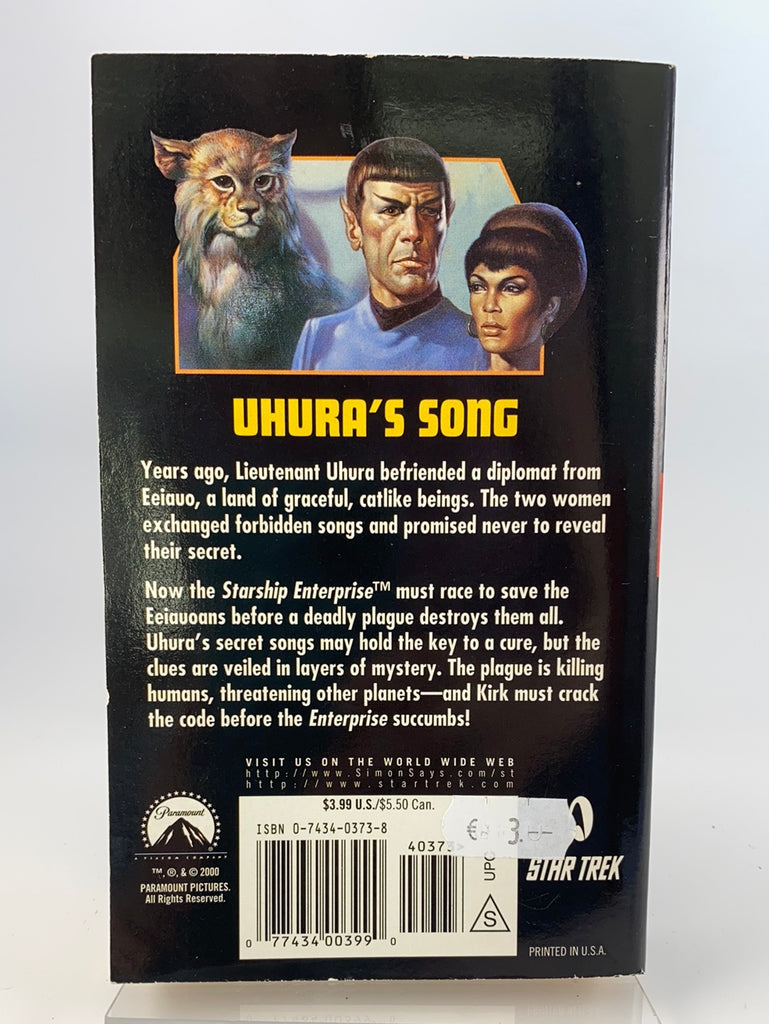 UHURA'S SONG
Years ago, Lieutenant Uhura befriended a diplomat from
Eeiauo, a land of graceful, catlike beings. The two women
exchanged forbidden songs and promised never to reveal
their secret.
Now the Starship Enterprise™ must race to save the
Eeiauoans before a deadly plague destroys them all.
Uhura's secret songs may hold the key to a cure, but the
clues are veiled in layers of mystery. The plague is killing
humans, threatening other planets—and Kirk must crack
the code before the Enterprise succumbs!
VISIT US ON THE WORLD WIDE WEB
http://www.SimonSays.com/st
http://www.startrek.com
$3.99 U.S./$5.50 Can.
ISBN 0-7434-0373-8
40373
€ 3.
UPC
S
0 77434 00399 0
Paramount
A VIACOM COMPANY
™, ®, & © 2000
PARAMOUNT PICTURES.
All Rights Reserved.
STAR TREK
PRINTED IN U.S.A.